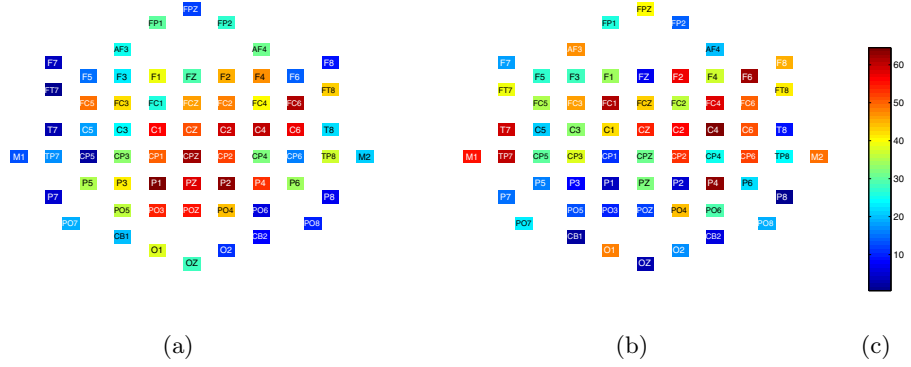 FPZ FPZ
FP1 FP2 FP1 FP2
AF3 AF4 AF3 AF4
F7 F8 F7 F8
F5 F3 F1 FZ F2 F4 F6 F5 F3 F1 FZ F2 F4 F6
FT7 FT8 FT7 FT8
FC5 FC3 FC1 FCZ FC2 FC4 FC6 FC5 FC3 FC1 FCZ FC2 FC4 FC6
T7 C5 C3 C1 CZ C2 C4 C6 T8 T7 C5 C3 C1 CZ C2 C4 C6 T8
M1 TP7 CP5 CP3 CP1 CPZ CP2 CP4 CP6 TP8 M2 M1 TP7 CP5 CP3 CP1 CPZ CP2 CP4 CP6 TP8 M2
P5 P3 P1 PZ P2 P4 P6 P5 P3 P1 PZ P2 P4 P6
P7 P8 P7 P8
PO5 PO3 POZ PO4 PO6 PO5 PO3 POZ PO4 PO6
PO7 PO8 PO7 PO8
CB1 CB2 CB1 CB2
O1 O2 O1 O2
OZ OZ
60
50
40
30
20
10
(a) (b) (c)